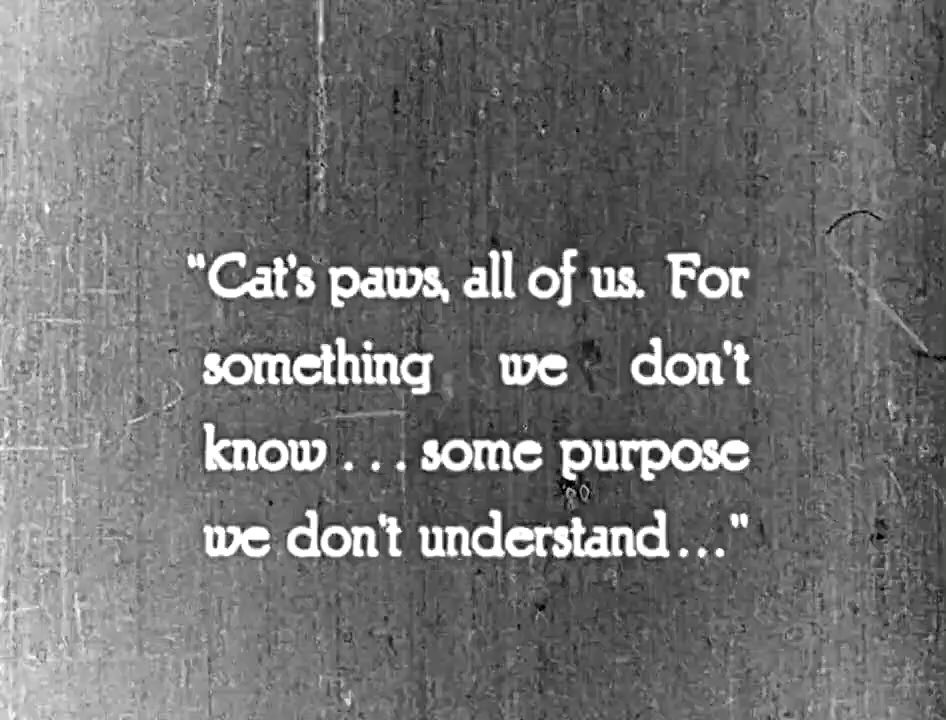 "Cat's paws, all of us. For
something we don't
know . . . some purpose
we don't understand . . ."